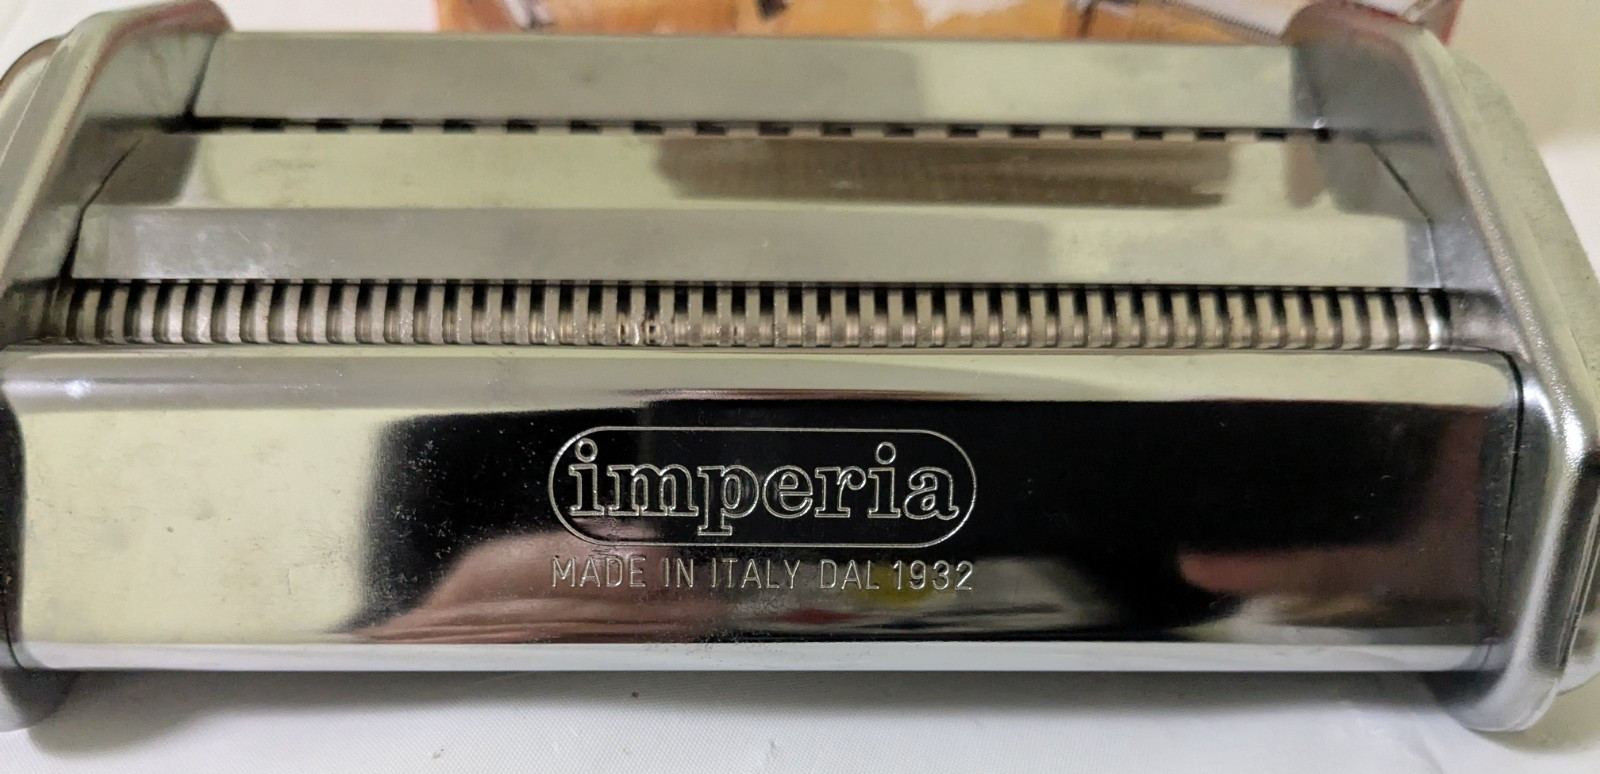 imperia
MADE IN ITALY DAL 1932